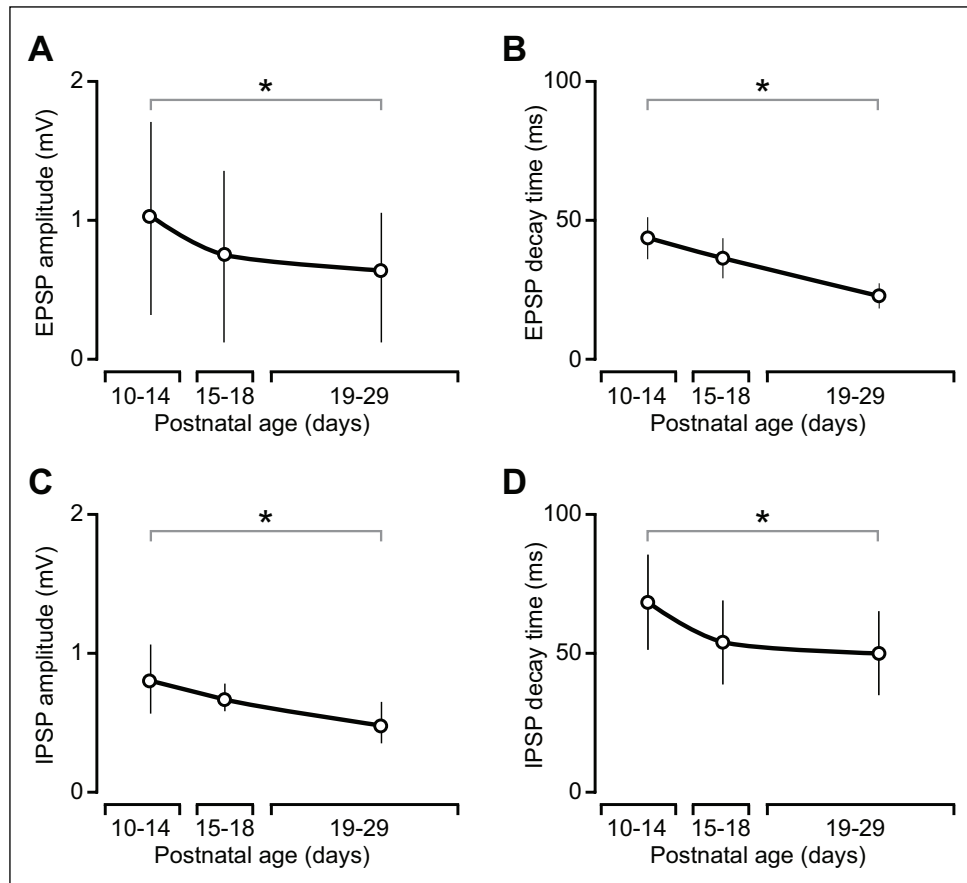 A
EPSP amplitude (mV)
2
1
0
*
10-14 15-18 19-29
Postnatal age (days)
B
EPSP decay time (ms)
100
50
0
*
10-14 15-18 19-29
Postnatal age (days)
C
IPSP amplitude (mV)
2
1
0
*
10-14 15-18 19-29
Postnatal age (days)
D
IPSP decay time (ms)
100
50
0
*
10-14 15-18 19-29
Postnatal age (days)